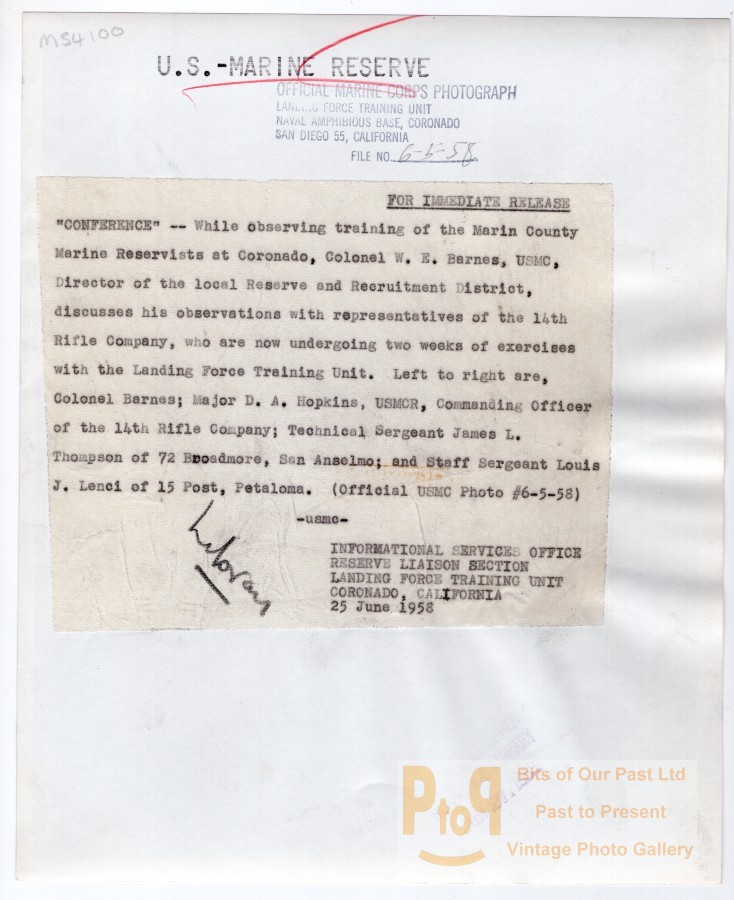 MS4100
U.S.-MARINE RESERVE
OFFICIAL MARINE CORPS PHOTOGRAPH
LANDING FORCE TRAINING UNIT
NAVAL AMPHIBIOUS BASE, CORONADO
SAN DIEGO 55, CALIFORNIA
FILE NO. 6-5-58
FOR IMMEDIATE RELEASE
"CONFERENCE" -- While observing training of the Marin County
Marine Reservists at Coronado, Colonel W. E. Barnes, USMC,
Director of the local Reserve and Recruitment District,
discusses his observations with representatives of the 14th
Rifle Company, who are now undergoing two weeks of exercises
with the Landing Force Training Unit. Left to right are,
Colonel Barnes; Major D. A. Hopkins, USMCR, Commanding Officer
of the 14th Rifle Company; Technical Sergeant James L.
Thompson of 72 Broadmore, San Anselmo; and Staff Sergeant Louis
J. Lenci of 15 Post, Petaloma. (Official USMC Photo #6-5-58)
-usmc-
INFORMATIONAL SERVICES OFFICE
RESERVE LIAISON SECTION
LANDING FORCE TRAINING UNIT
CORONADO, CALIFORNIA
25 June 1958
PtoP
Bits of Our Past Ltd
Past to Present
Vintage Photo Gallery